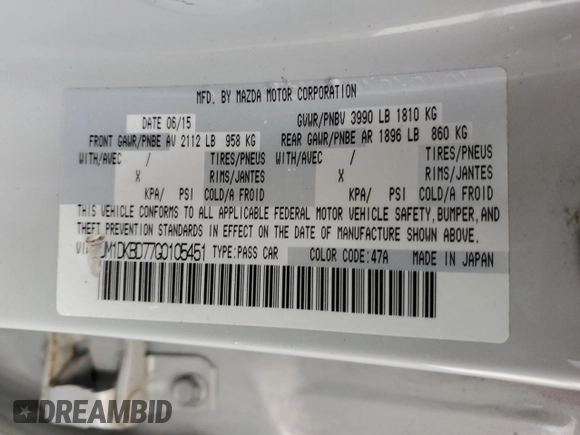 MFD. BY MAZDA MOTOR CORPORATION
DATE 06/15 GVWR/PNBV 3990 LB 1810 KG
FRONT GAWR/PNBE AV 2112 LB 958 KG REAR GAWR/PNBE AR 1896 LB 860 KG
WITH/AVEC / TIRES/PNEUS WITH/AVEC / TIRES/PNEUS
X RIMS/JANTES X RIMS/JANTES
KPA/ PSI COLD/A FROID KPA/ PSI COLD/A FROID
THIS VEHICLE CONFORMS TO ALL APPLICABLE FEDERAL MOTOR VEHICLE SAFETY, BUMPER, AND
THEFT PREVENTION STANDARDS IN EFFECT ON THE DATE OF MANUFACTURE SHOWN ABOVE.
JM1DKBD77G0105451 TYPE:PASS CAR COLOR CODE:47A MADE IN JAPAN
DREAMBID